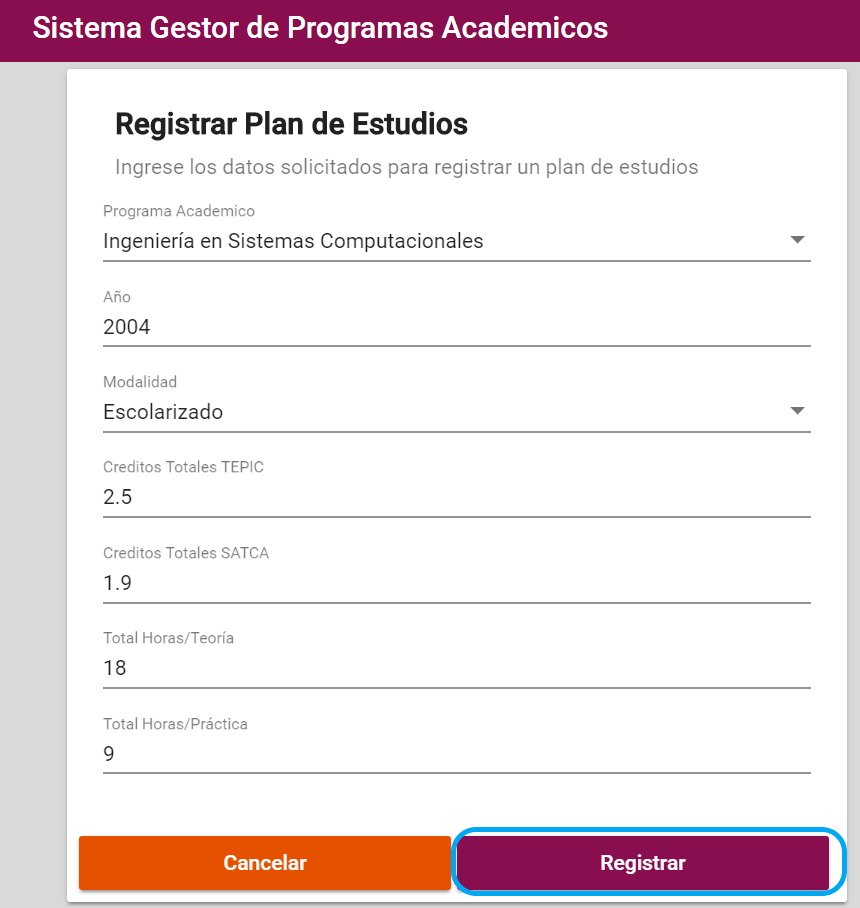 Sistema Gestor de Programas Academicos
Registrar Plan de Estudios
Ingrese los datos solicitados para registrar un plan de estudios
Programa Academico
Ingeniería en Sistemas Computacionales
Año
2004
Modalidad
Escolarizado
Creditos Totales TEPIC
2.5
Creditos Totales SATCA
1.9
Total Horas/Teoría
18
Total Horas/Práctica
9
Cancelar
Registrar